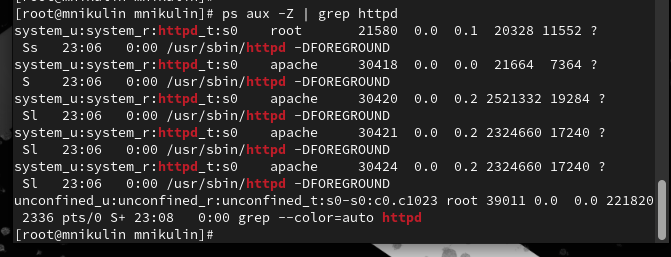 [root@mnikulin mnikulin]# ps aux -Z | grep httpd
system_u:system_r:httpd_t:s0    root       21580  0.0  0.1  20328 11552 ?
 Ss   23:06   0:00 /usr/sbin/httpd -DFOREGROUND
system_u:system_r:httpd_t:s0    apache     30418  0.0  0.0  21664  7364 ?
 S    23:06   0:00 /usr/sbin/httpd -DFOREGROUND
system_u:system_r:httpd_t:s0    apache     30420  0.0  0.2 2521332 19284 ?
 Sl   23:06   0:00 /usr/sbin/httpd -DFOREGROUND
system_u:system_r:httpd_t:s0    apache     30421  0.0  0.2 2324660 17240 ?
 Sl   23:06   0:00 /usr/sbin/httpd -DFOREGROUND
system_u:system_r:httpd_t:s0    apache     30424  0.0  0.2 2324660 17240 ?
 Sl   23:06   0:00 /usr/sbin/httpd -DFOREGROUND
unconfined_u:unconfined_r:unconfined_t:s0-s0:c0.c1023 root 39011 0.0  0.0 221820
 2336 pts/0 S+ 23:08   0:00 grep --color=auto httpd
[root@mnikulin mnikulin]#